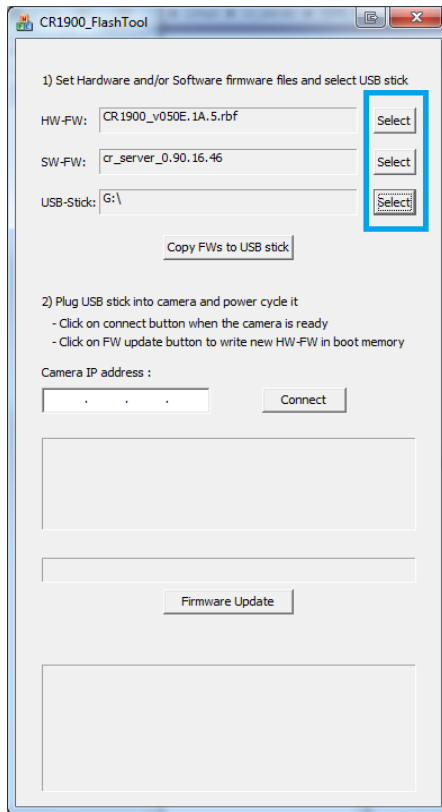 CR1900_FlashTool
1) Set Hardware and/or Software firmware files and select USB stick
HW-FW: CR1900_v050E.1A.5.rbf Select
SW-FW: cr_server_0.90.16.46 Select
USB-Stick: G:\ Select
Copy FWs to USB stick
2) Plug USB stick into camera and power cycle it
- Click on connect button when the camera is ready
- Click on FW update button to write new HW-FW in boot memory
Camera IP address :
. . . Connect
Firmware Update